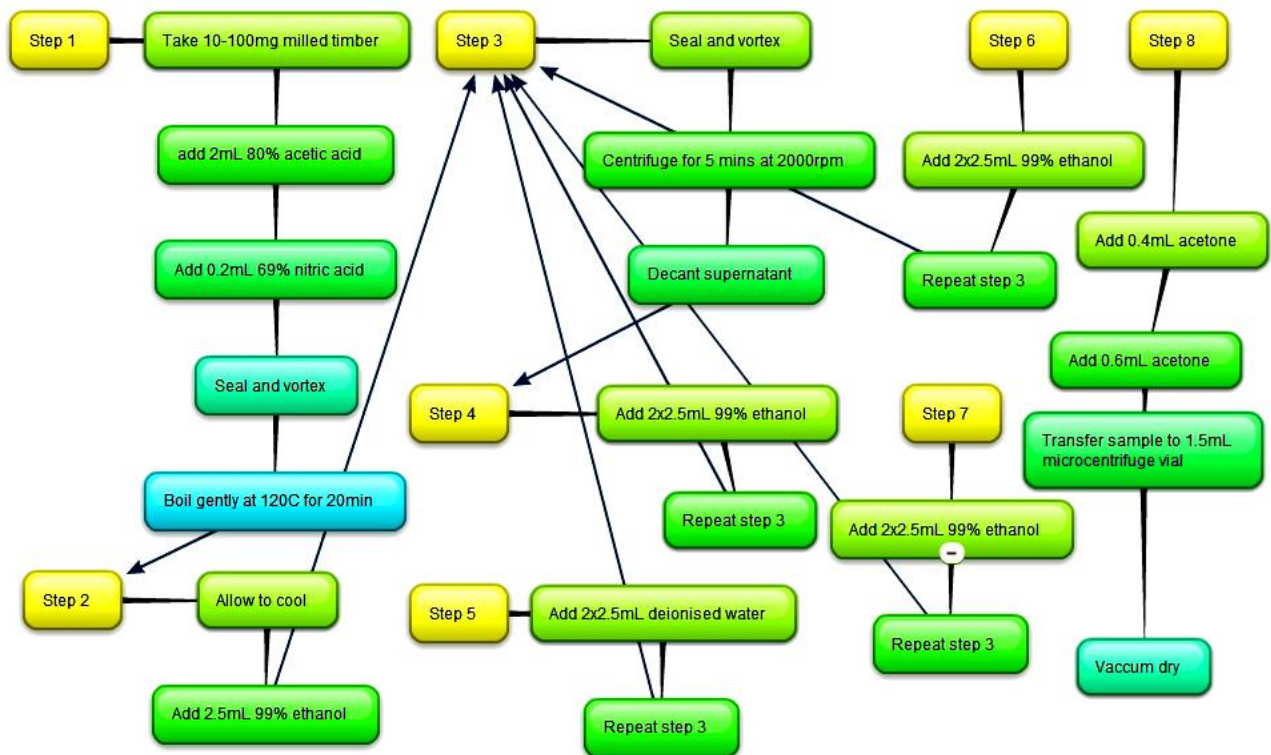 Step 1
Take 10-100mg milled timber
add 2mL 80% acetic acid
Add 0.2mL 69% nitric acid
Seal and vortex
Boil gently at 120C for 20min
Step 2
Allow to cool
Add 2.5mL 99% ethanol
Step 3
Seal and vortex
Centrifuge for 5 mins at 2000rpm
Decant supernatant
Step 4
Add 2x2.5mL 99% ethanol
Repeat step 3
Step 5
Add 2x2.5mL deionised water
Repeat step 3
Step 6
Add 2x2.5mL 99% ethanol
Repeat step 3
Step 7
Add 2x2.5mL 99% ethanol
Repeat step 3
Step 8
Add 0.4mL acetone
Add 0.6mL acetone
Transfer sample to 1.5mL
microcentrifuge vial
Vaccum dry